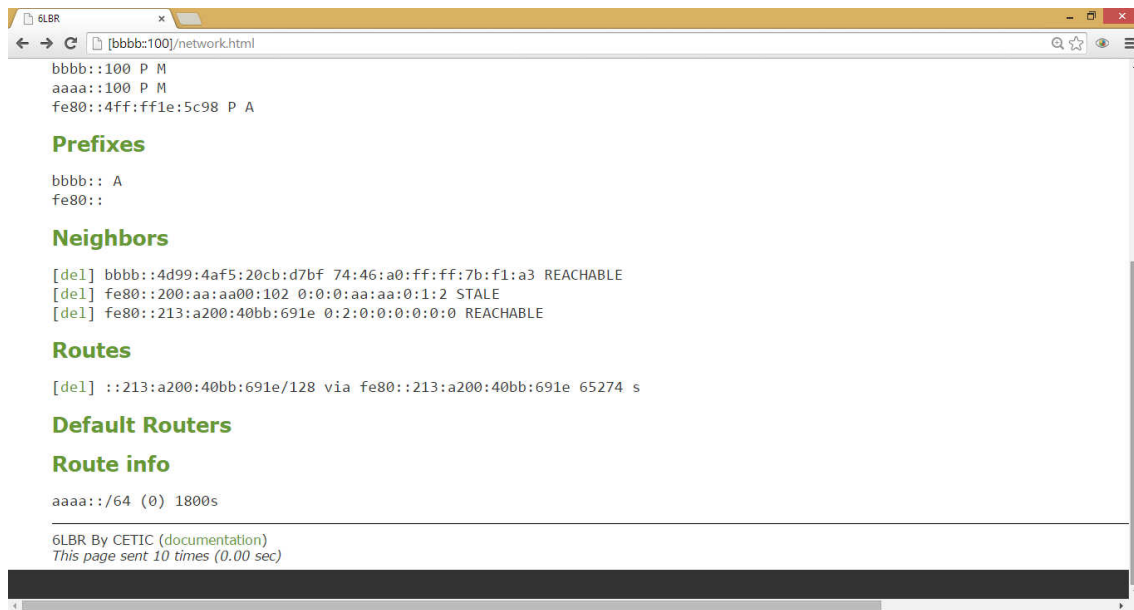 6LBR
[bbbb::100]/network.html
bbbb::100 P M
aaaa::100 P M
fe80::4ff:ff1e:5c98 P A
Prefixes
bbbb:: A
fe80::
Neighbors
[del] bbbb::4d99:4af5:20cb:d7bf 74:46:a0:ff:ff:7b:f1:a3 REACHABLE
[del] fe80::200:aa:aa00:102 0:0:0:aa:aa:0:1:2 STALE
[del] fe80::213:a200:40bb:691e 0:2:0:0:0:0:0:0 REACHABLE
Routes
[del] ::213:a200:40bb:691e/128 via fe80::213:a200:40bb:691e 65274 s
Default Routers
Route info
aaaa::/64 (0) 1800s
6LBR By CETIC (documentation)
This page sent 10 times (0.00 sec)